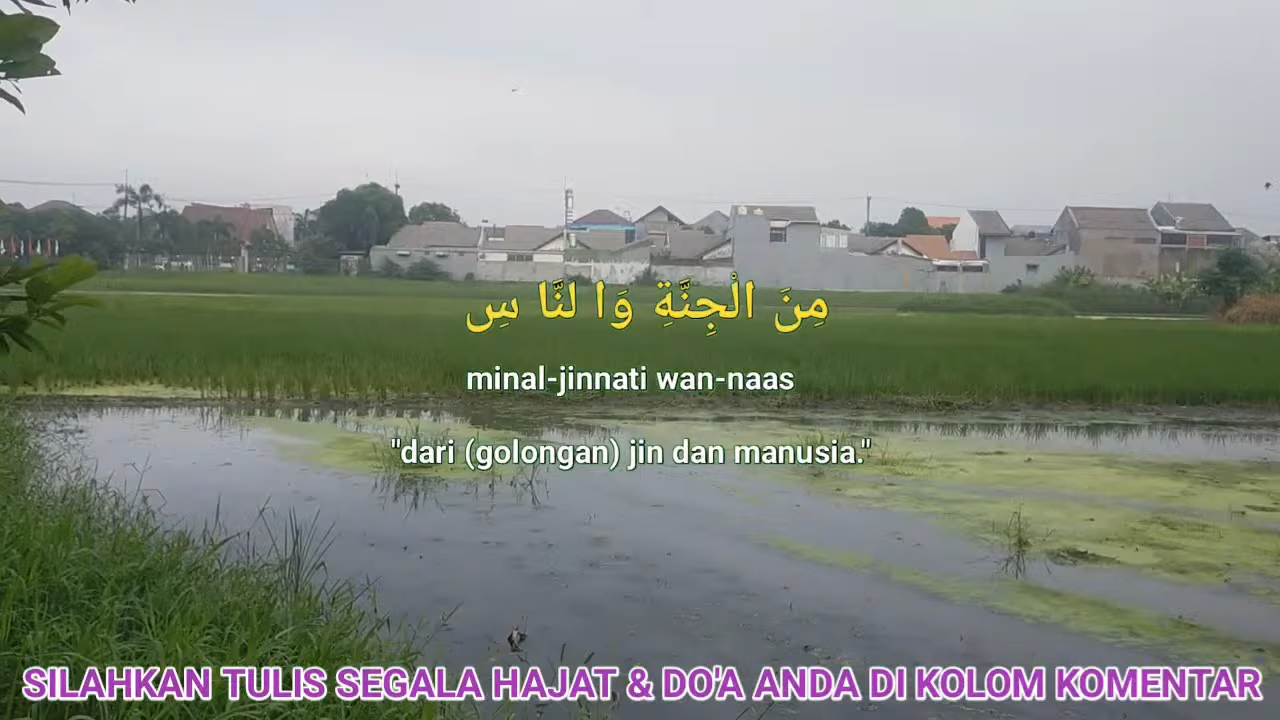 مِنَ الْجِنَّةِ وَا لنَّا سِ
minal-jinnati wan-naas
"dari (golongan) jin dan manusia."
SILAHKAN TULIS SEGALA HAJAT & DO'A ANDA DI KOLOM KOMENTAR